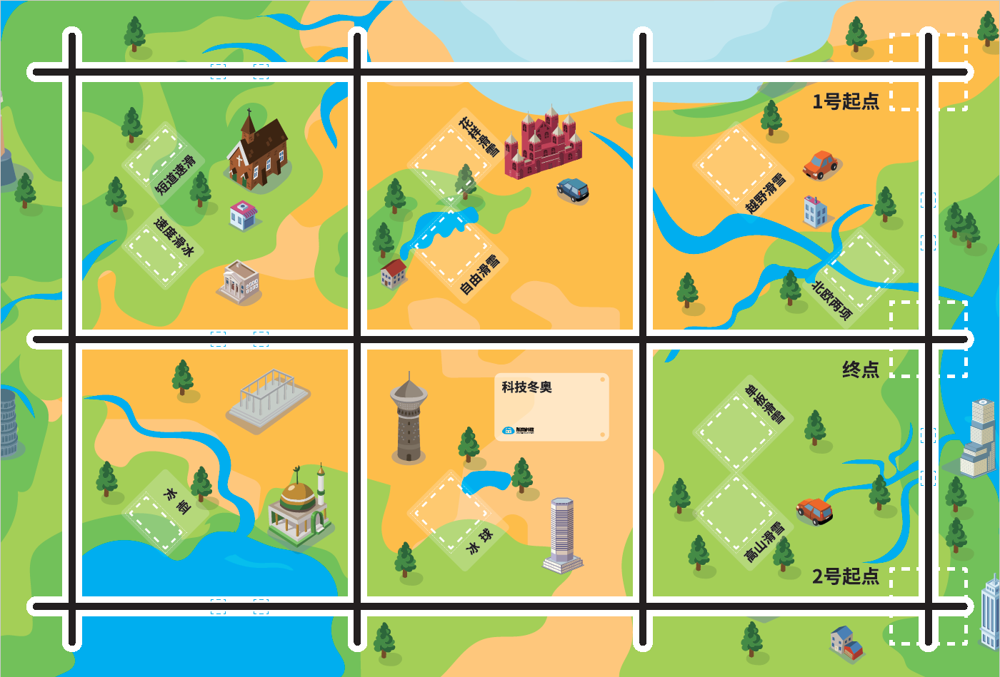 1号起点
花样滑雪
短道速滑
越野滑雪
速度滑冰
自由滑雪
北欧两项
终点
科技冬奥
单板滑雪
冰壶
冰球
高山滑雪
2号起点